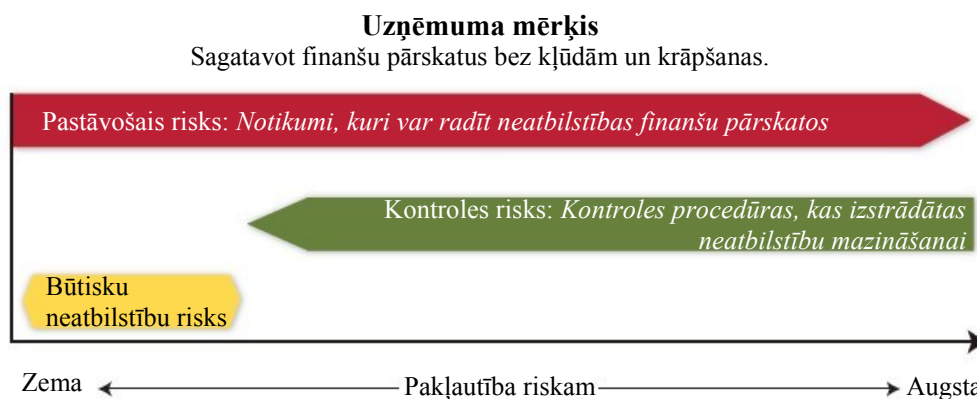 Uzņēmuma mērķis
Sagatavot finanšu pārskatus bez kļūdām un krāpšanas.
Pastāvošais risks: Notikumi, kuri var radīt neatbilstības finanšu pārskatos
Kontroles risks: Kontroles procedūras, kas izstrādātas
neatbilstību mazināšanai
Būtisku
neatbilstību risks
Zema Pakļautība riskam Augsta